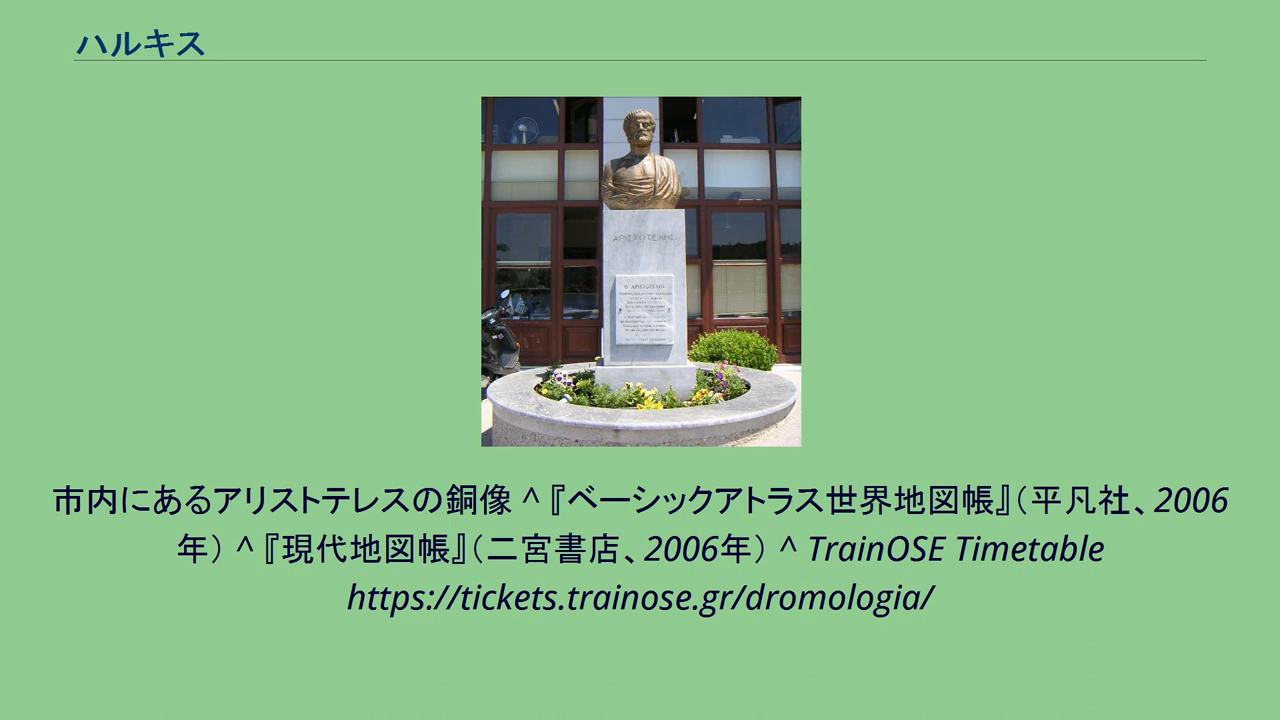 ハルキス
ΑΡΙΣΤΟΤΕΛΗΣ
Ο ΑΡΙΣΤΟΤΕΛΗΣ
市内にあるアリストテレスの銅像 ^ 『ベーシックアトラス世界地図帳』（平凡社、2006
年） ^ 『現代地図帳』（二宮書店、2006年） ^ TrainOSE Timetable
https://tickets.trainose.gr/dromologia/